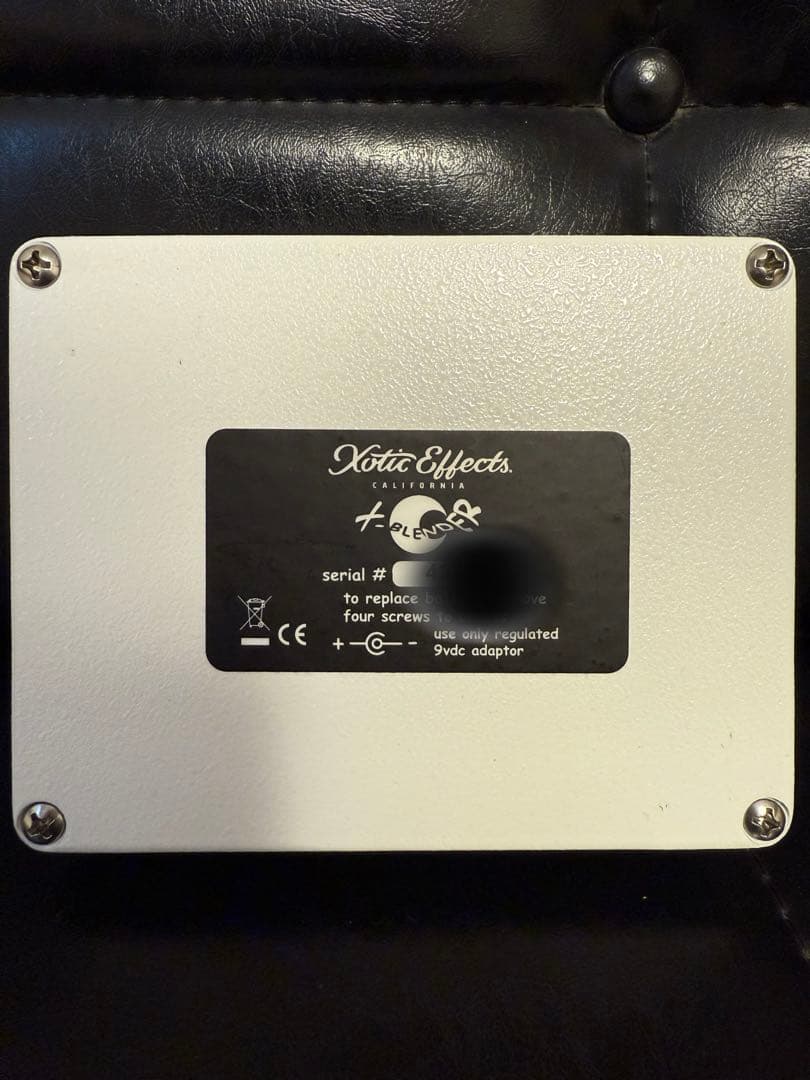 Xotic Effects.
CALIFORNIA
X-BLENDER
serial #
to replace
four screws
use only regulated
CE + - 9vdc adaptor